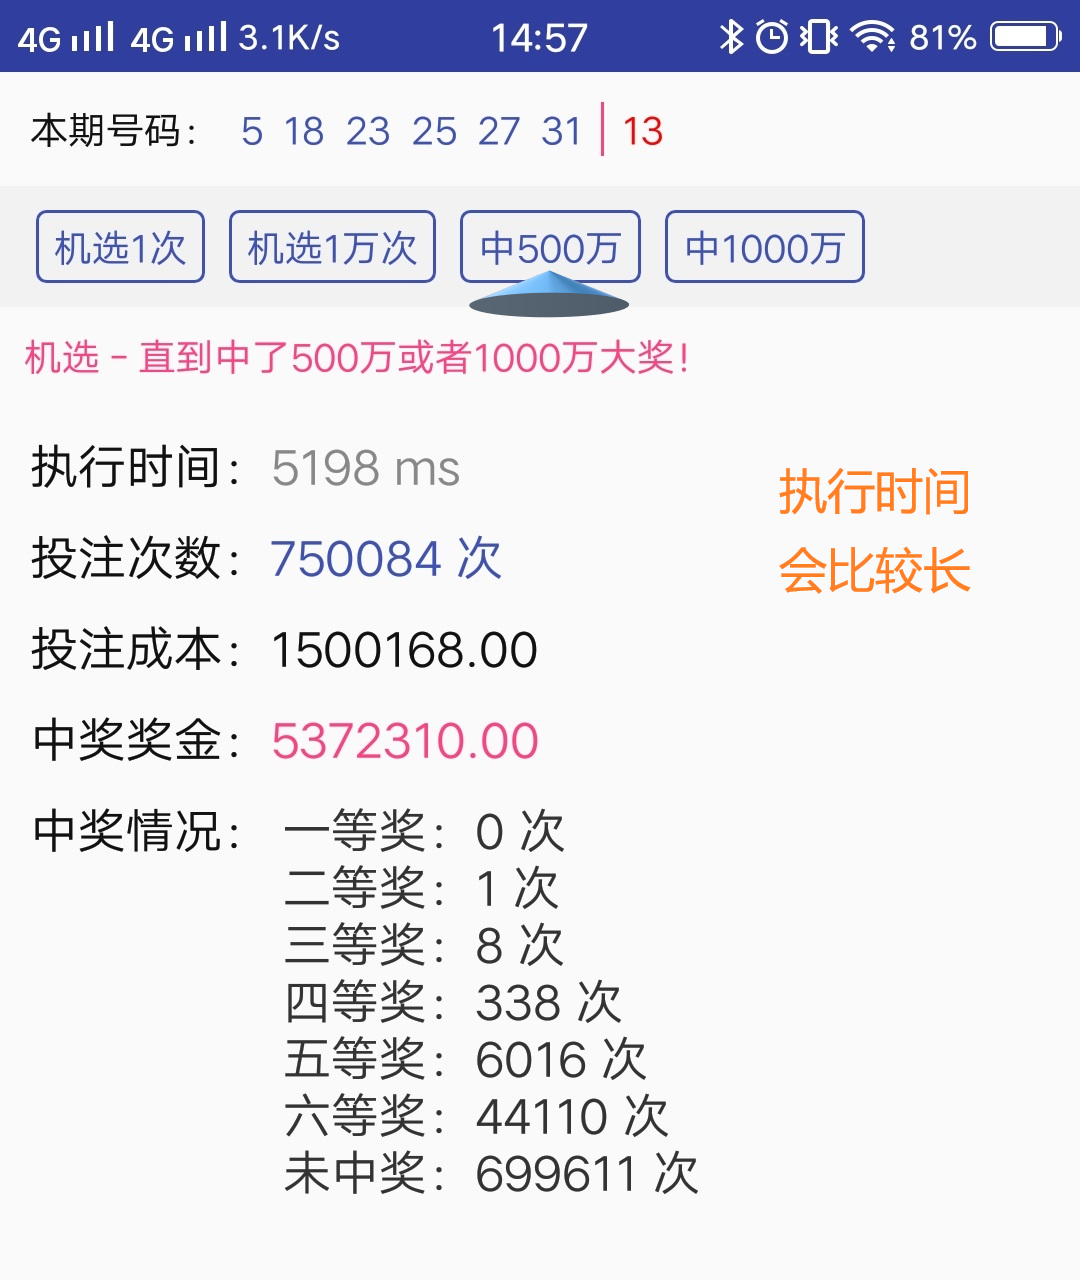 4G 4G 3.1K/s 14:57 81%
本期号码： 5 18 23 25 27 31 | 13
机选1次 机选1万次 中500万 中1000万
机选 - 直到中了500万或者1000万大奖！
执行时间： 5198 ms
执行时间
会比较长
投注次数： 750084 次
投注成本： 1500168.00
中奖奖金： 5372310.00
中奖情况： 一等奖： 0 次
二等奖： 1 次
三等奖： 8 次
四等奖： 338 次
五等奖： 6016 次
六等奖： 44110 次
未中奖： 699611 次